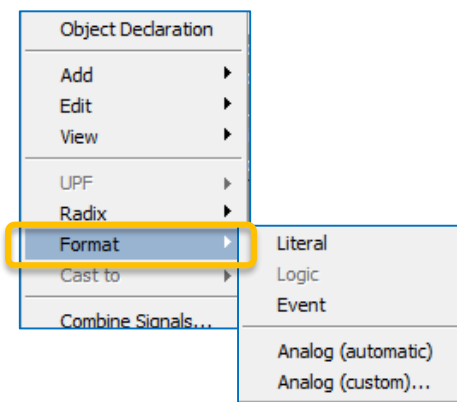 Object Declaration
Add
Edit
View
UPF
Radix
Format
Cast to
Combine Signals...
Literal
Logic
Event
Analog (automatic)
Analog (custom)...